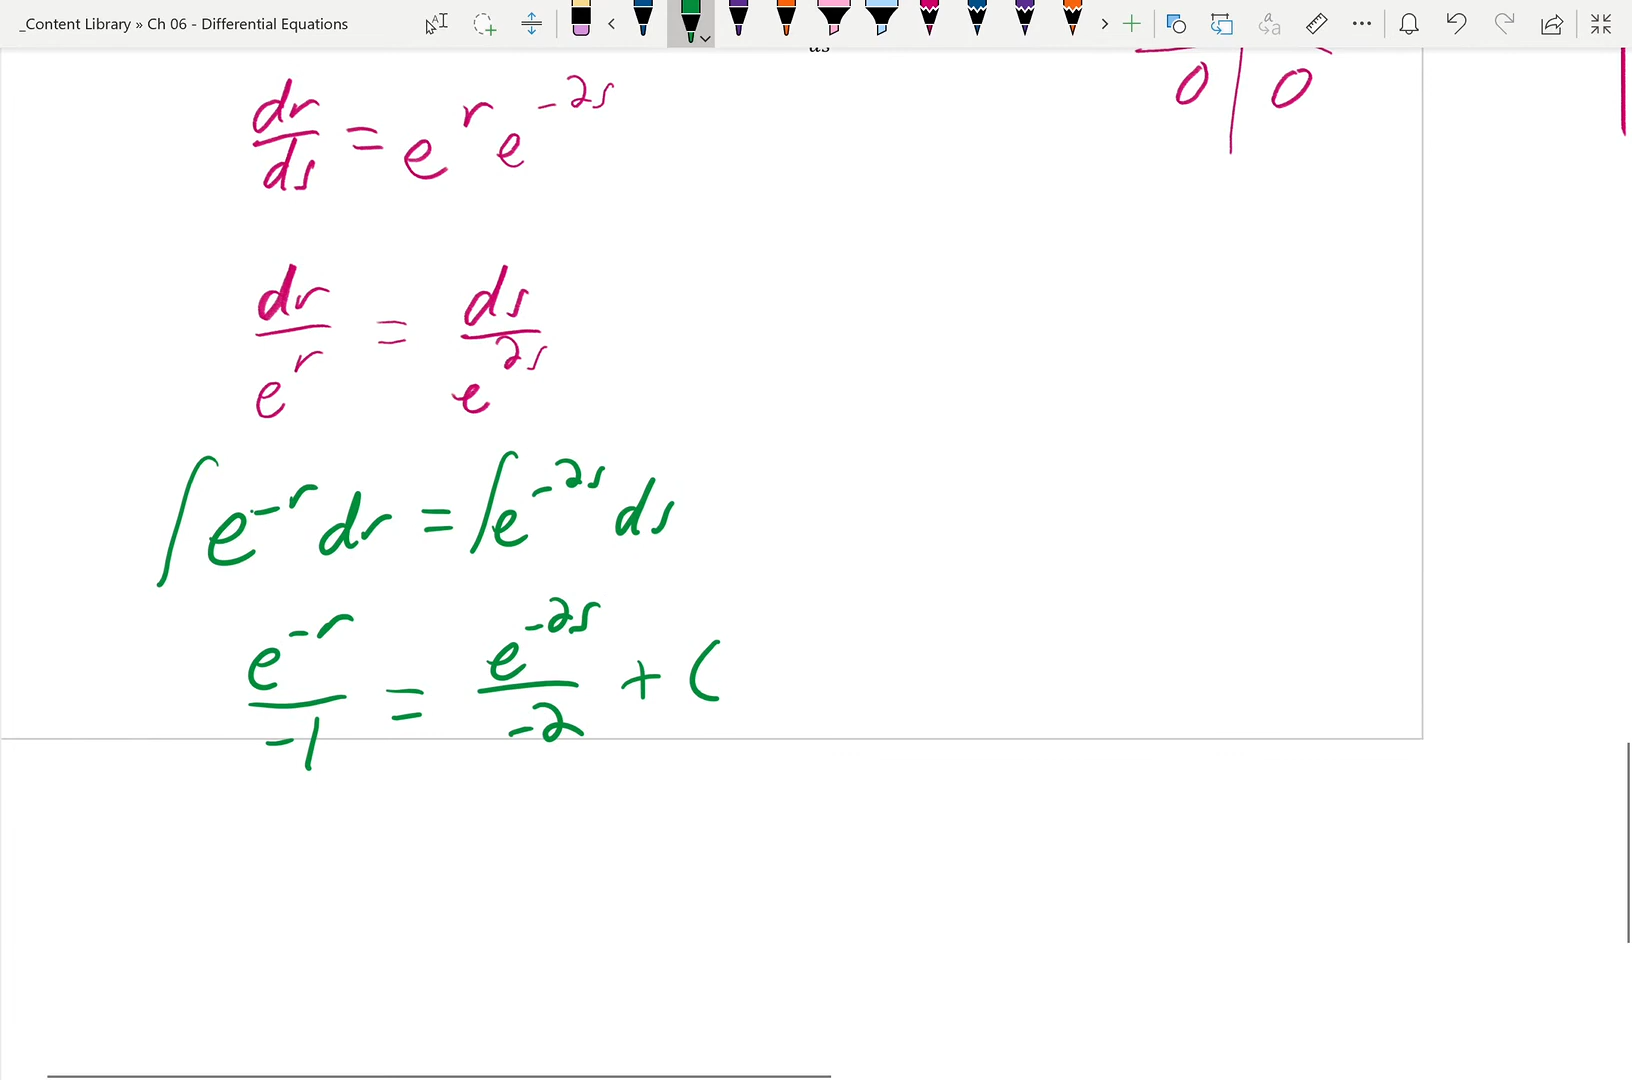 _Content Library » Ch 06 - Differential Equations
ds
0 | 0
dr/ds = e^r e^{-2s}
dr/e^r = ds/e^{2s}
∫ e^{-r} dr = ∫ e^{-2s} ds
e^{-r}/-1 = e^{-2s}/-2 + C